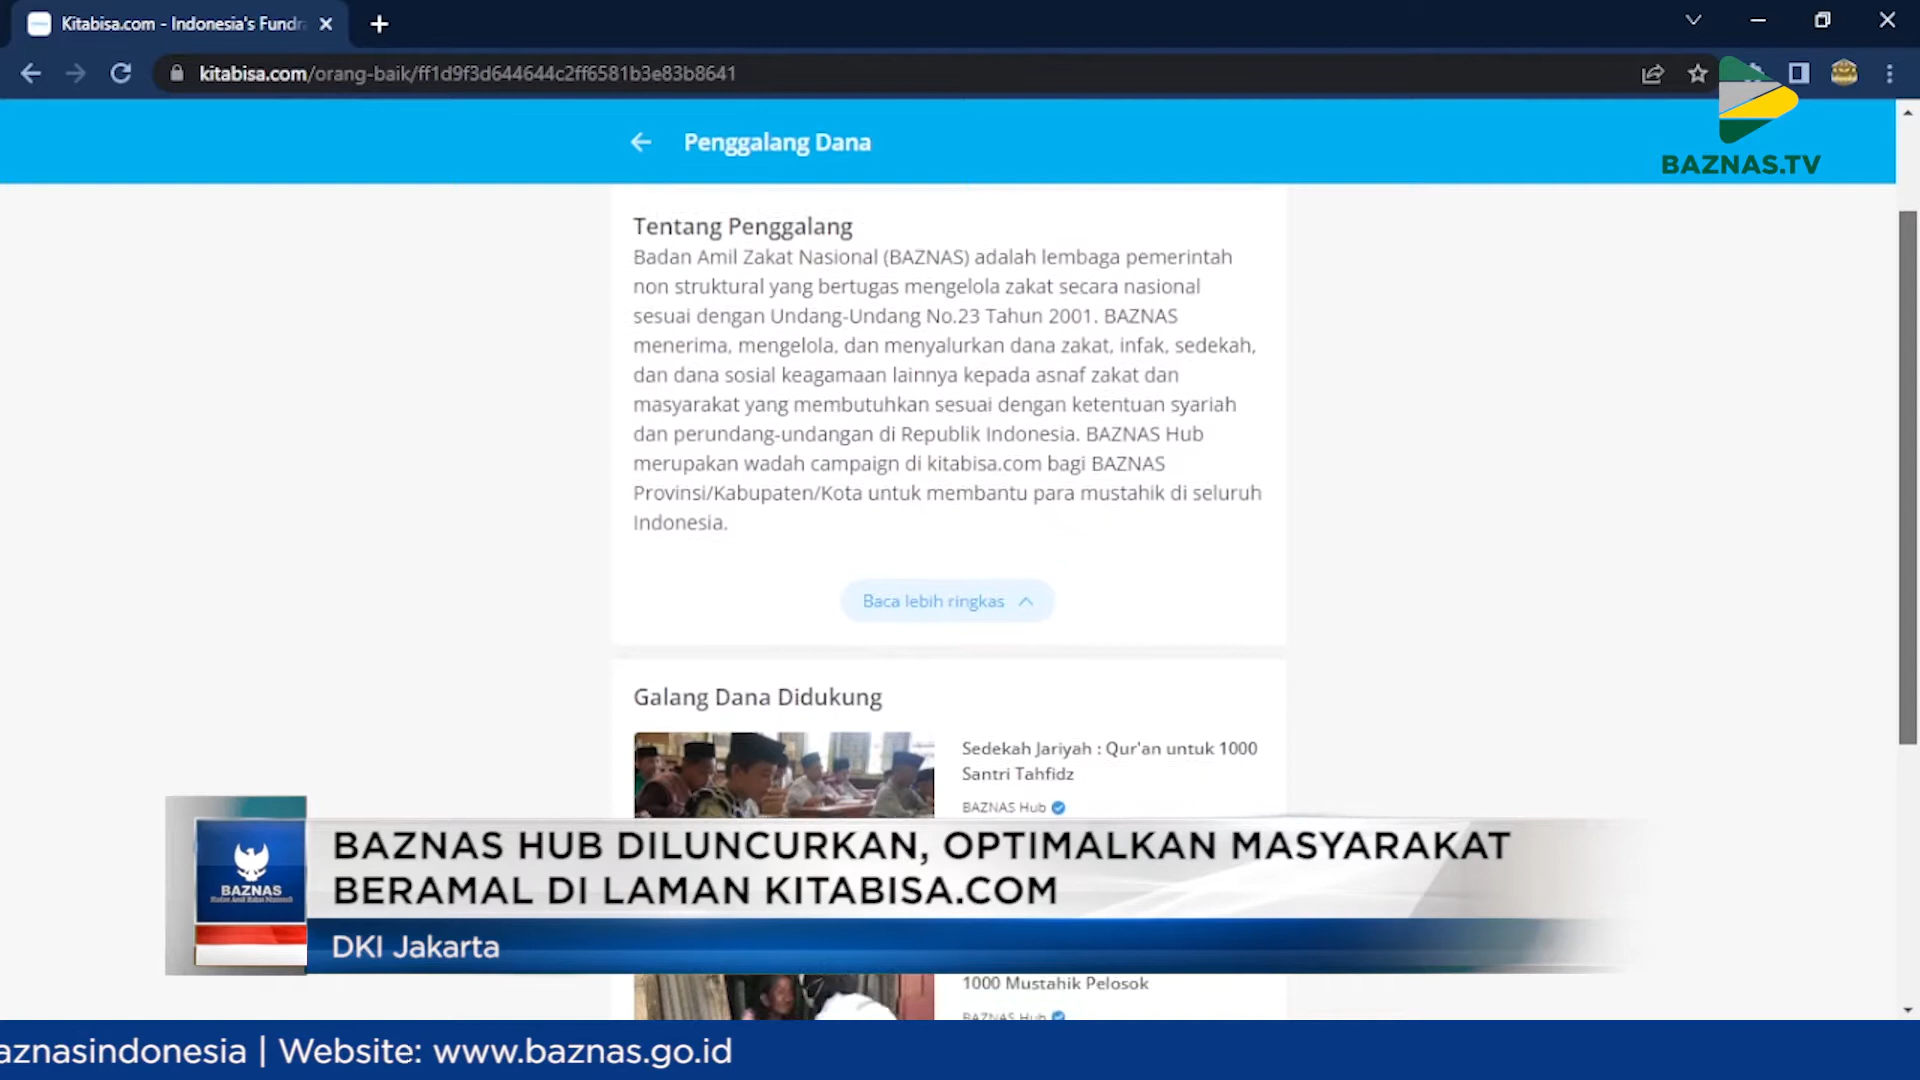 Kitabisa.com - Indonesia's Fundr
kitabisa.com/orang-baik/ff1d9f3d644644c2ff6581b3e83b8641
Penggalang Dana
BAZNAS.TV
Tentang Penggalang
Badan Amil Zakat Nasional (BAZNAS) adalah lembaga pemerintah
non struktural yang bertugas mengelola zakat secara nasional
sesuai dengan Undang-Undang No.23 Tahun 2001. BAZNAS
menerima, mengelola, dan menyalurkan dana zakat, infak, sedekah,
dan dana sosial keagamaan lainnya kepada asnaf zakat dan
masyarakat yang membutuhkan sesuai dengan ketentuan syariah
dan perundang-undangan di Republik Indonesia. BAZNAS Hub
merupakan wadah campaign di kitabisa.com bagi BAZNAS
Provinsi/Kabupaten/Kota untuk membantu para mustahik di seluruh
Indonesia.
Baca lebih ringkas
Galang Dana Didukung
Sedekah Jariyah : Qur'an untuk 1000
Santri Tahfidz
BAZNAS Hub
BAZNAS
Badan Amil Zakat Nasional
BAZNAS HUB DILUNCURKAN, OPTIMALKAN MASYARAKAT
BERAMAL DI LAMAN KITABISA.COM
DKI Jakarta
1000 Mustahik Pelosok
BAZNAS Hub
aznasindonesia | Website: www.baznas.go.id